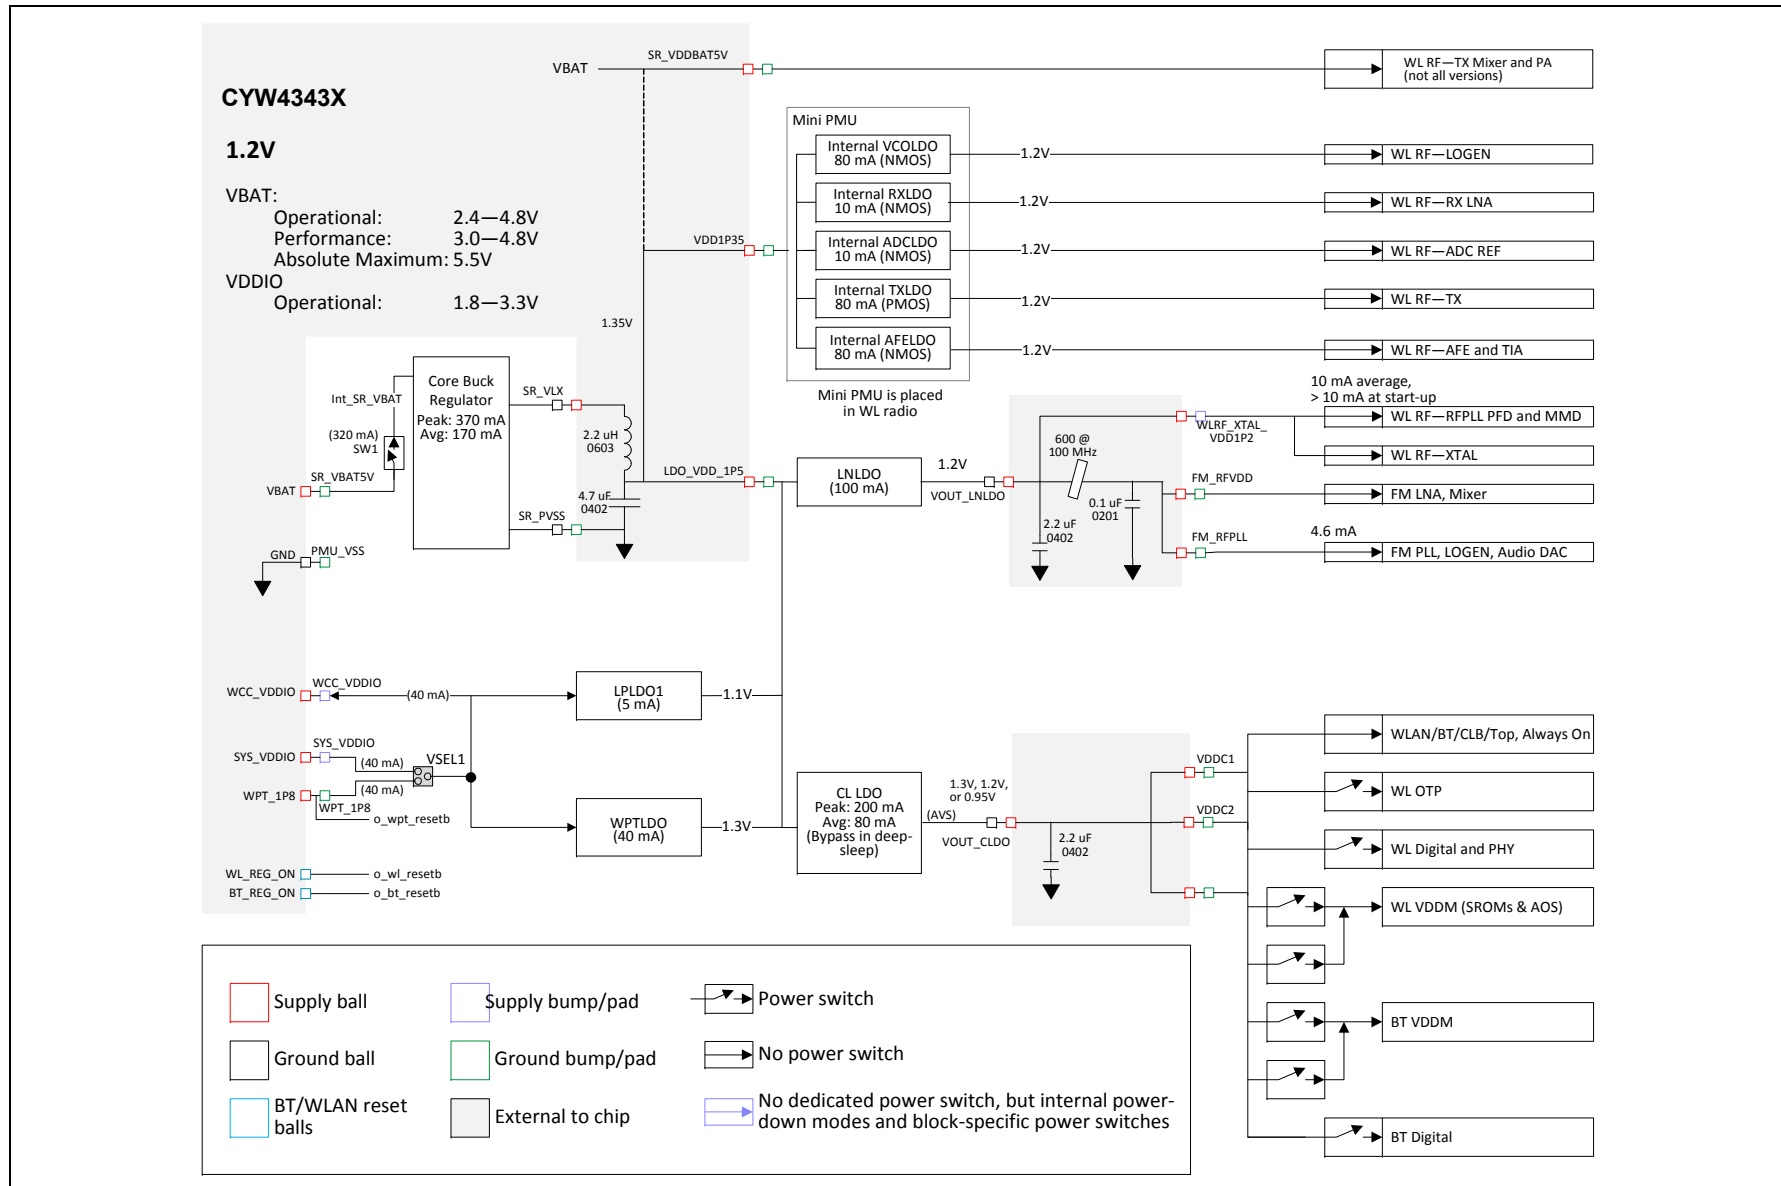 CYW4343X
1.2V
VBAT:
Operational: 2.4—4.8V
Performance: 3.0—4.8V
Absolute Maximum: 5.5V
VDDIO
Operational: 1.8—3.3V
VBAT
SR_VDDBAT5V
WL RF—TX Mixer and PA
(not all versions)
Mini PMU
Internal VCOLDO
80 mA (NMOS)
1.2V
WL RF—LOGEN
Internal RXLDO
10 mA (NMOS)
1.2V
WL RF—RX LNA
VDD1P35
Internal ADCLDO
10 mA (NMOS)
1.2V
WL RF—ADC REF
Internal TXLDO
80 mA (PMOS)
1.2V
WL RF—TX
1.35V
Internal AFELDO
80 mA (NMOS)
1.2V
WL RF—AFE and TIA
Mini PMU is placed
in WL radio
10 mA average,
> 10 mA at start-up
Int_SR_VBAT
Core Buck
Regulator
Peak: 370 mA
Avg: 170 mA
SR_VLX
(320 mA)
SW1
2.2 uH
0603
VBAT
SR_VBAT5V
4.7 uF
0402
SR_PVSS
LDO_VDD_1P5
GND
PMU_VSS
LNLDO
(100 mA)
1.2V
VOUT_LNLDO
600 @
100 MHz
2.2 uF
0402
0.1 uF
0201
WLRF_XTAL_
VDD1P2
WL RF—RFPLL PFD and MMD
WL RF—XTAL
FM_RFVDD
FM LNA, Mixer
FM_RFPLL
4.6 mA
FM PLL, LOGEN, Audio DAC
WCC_VDDIO
WCC_VDDIO
(40 mA)
LPLDO1
(5 mA)
1.1V
SYS_VDDIO
SYS_VDDIO
(40 mA)
VSEL1
WPT_1P8
(40 mA)
WPT_1P8
o_wpt_resetb
WPTLDO
(40 mA)
1.3V
WL_REG_ON
o_wl_resetb
BT_REG_ON
o_bt_resetb
CL LDO
Peak: 200 mA
Avg: 80 mA
(Bypass in deep-
sleep)
1.3V, 1.2V,
or 0.95V
(AVS)
VOUT_CLDO
2.2 uF
0402
VDDC1
VDDC2
WLAN/BT/CLB/Top, Always On
WL OTP
WL Digital and PHY
WL VDDM (SROMs & AOS)
BT VDDM
BT Digital
Supply ball
Supply bump/pad
Power switch
Ground ball
Ground bump/pad
No power switch
BT/WLAN reset
balls
External to chip
No dedicated power switch, but internal power-
down modes and block-specific power switches